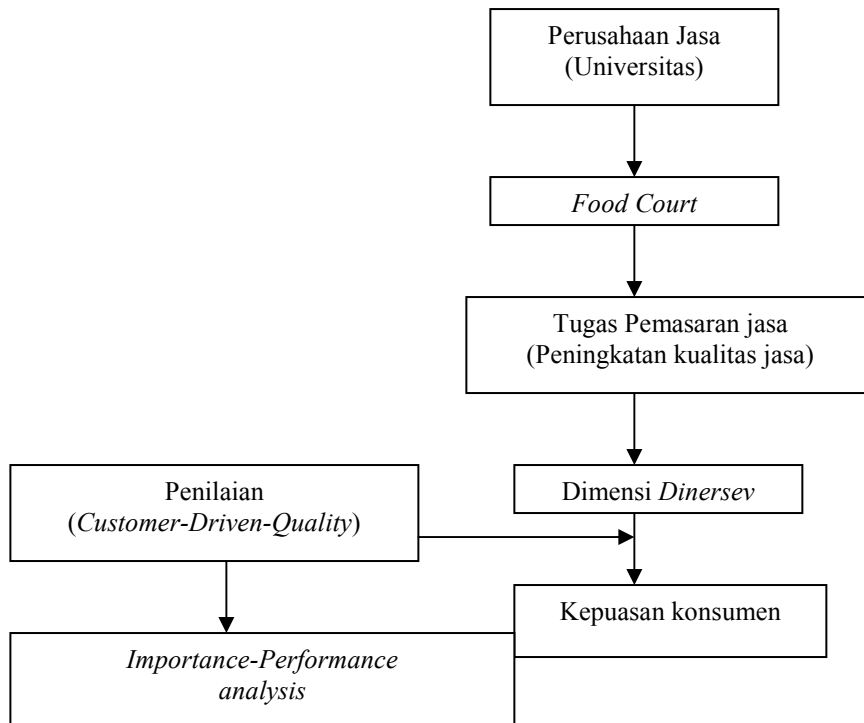 Perusahaan Jasa
(Universitas)
Food Court
Tugas Pemasaran jasa
(Peningkatan kualitas jasa)
Penilaian
(Customer-Driven-Quality)
Dimensi Dinersev
Kepuasan konsumen
Importance-Performance
analysis